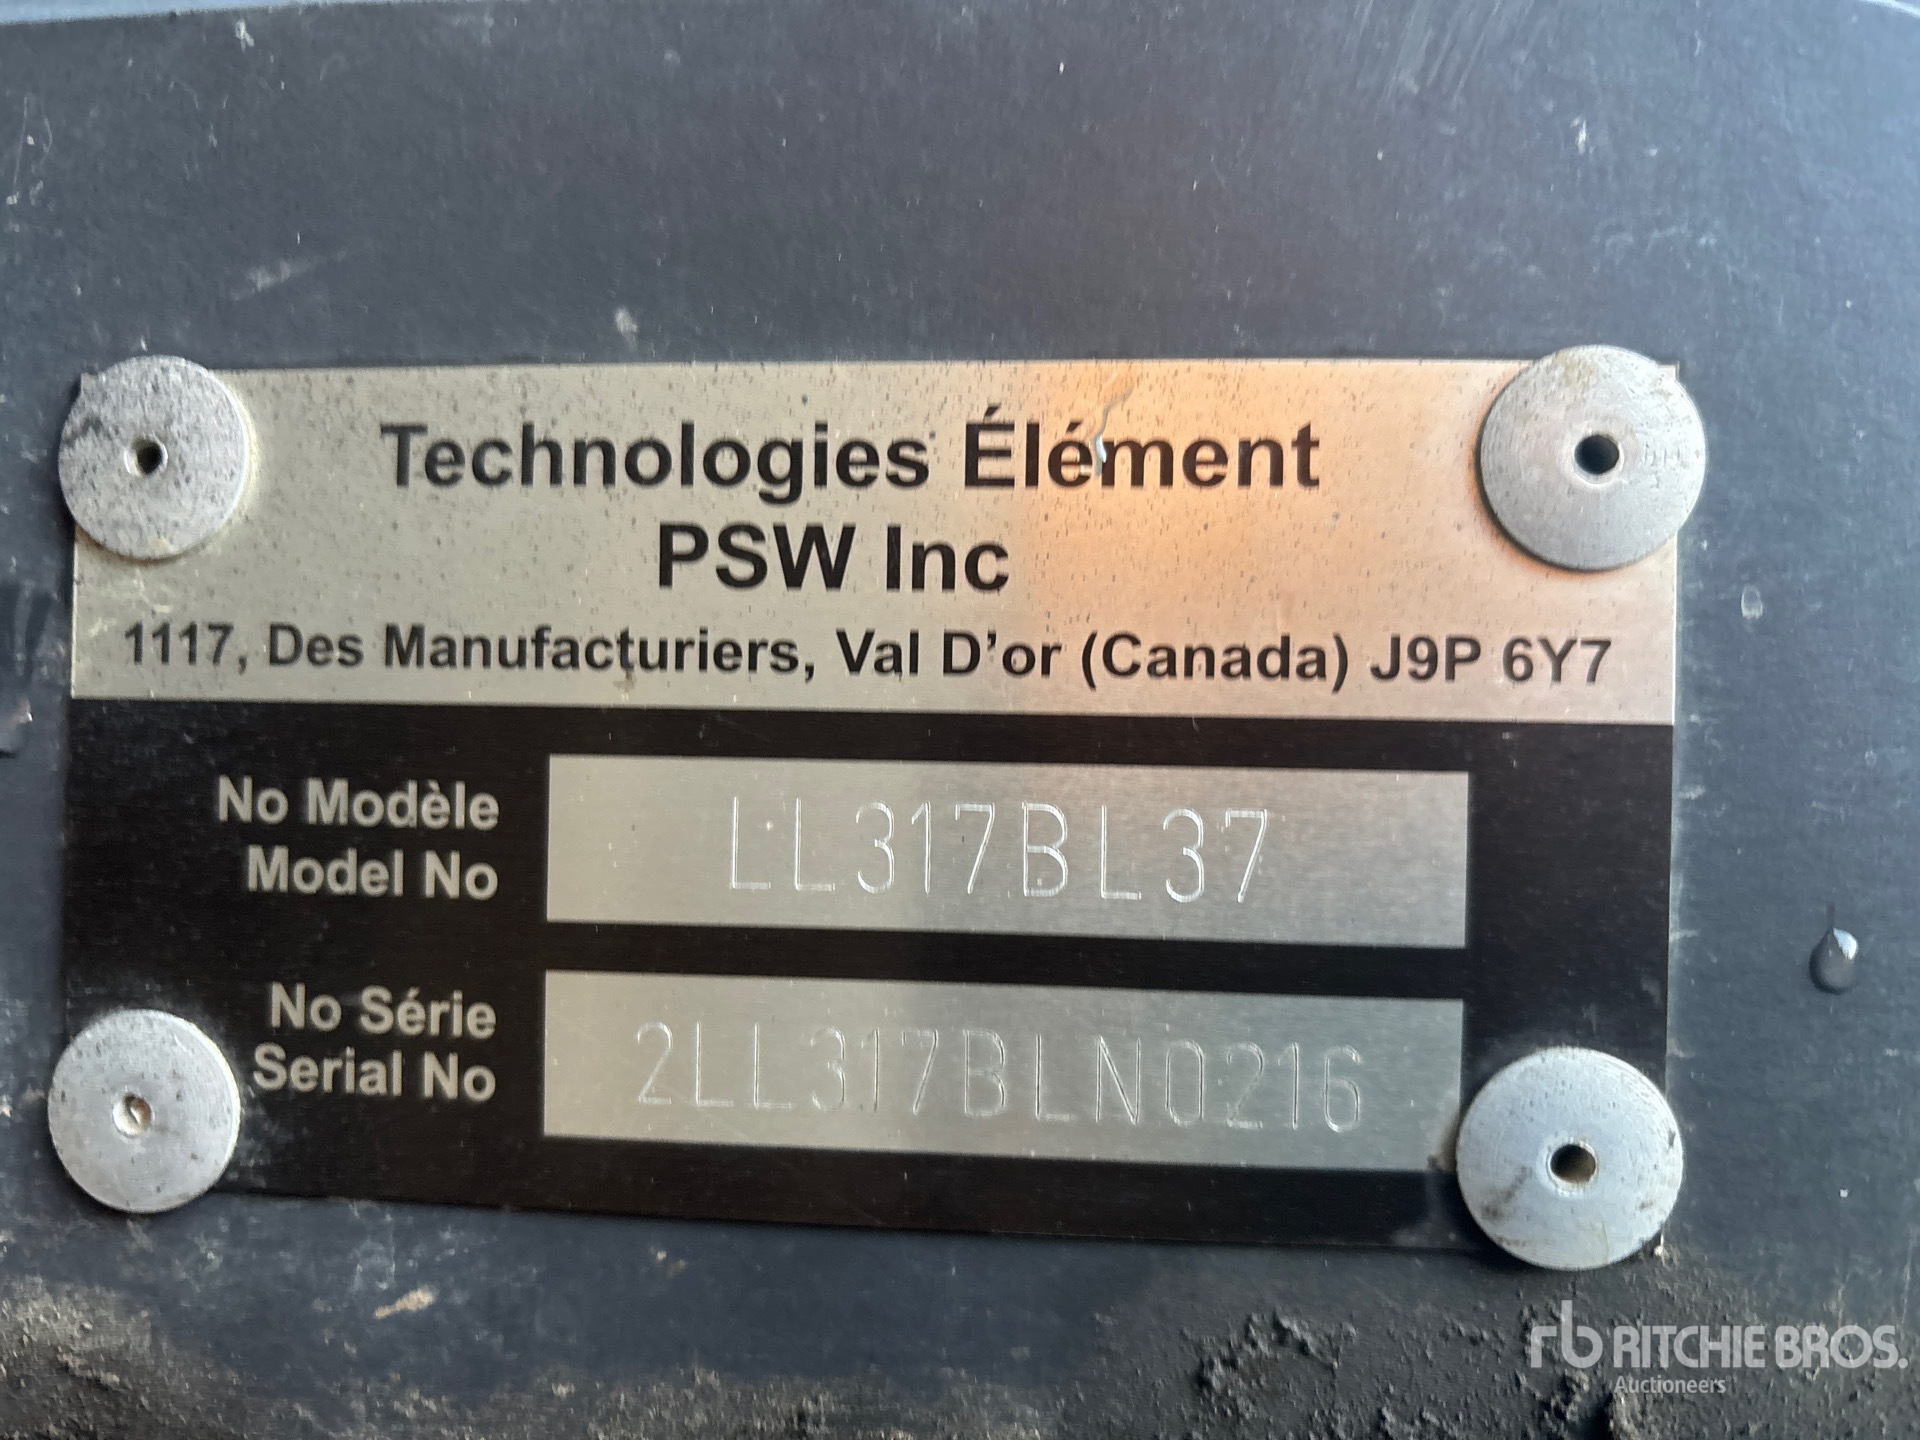 Technologies Élément
PSW Inc
1117, Des Manufacturiers, Val D'or (Canada) J9P 6Y7
No Modèle
Model No
LL317BL37
No Série
Serial No
2LL317BLN0216
rb RITCHIE BROS.
Auctioneers